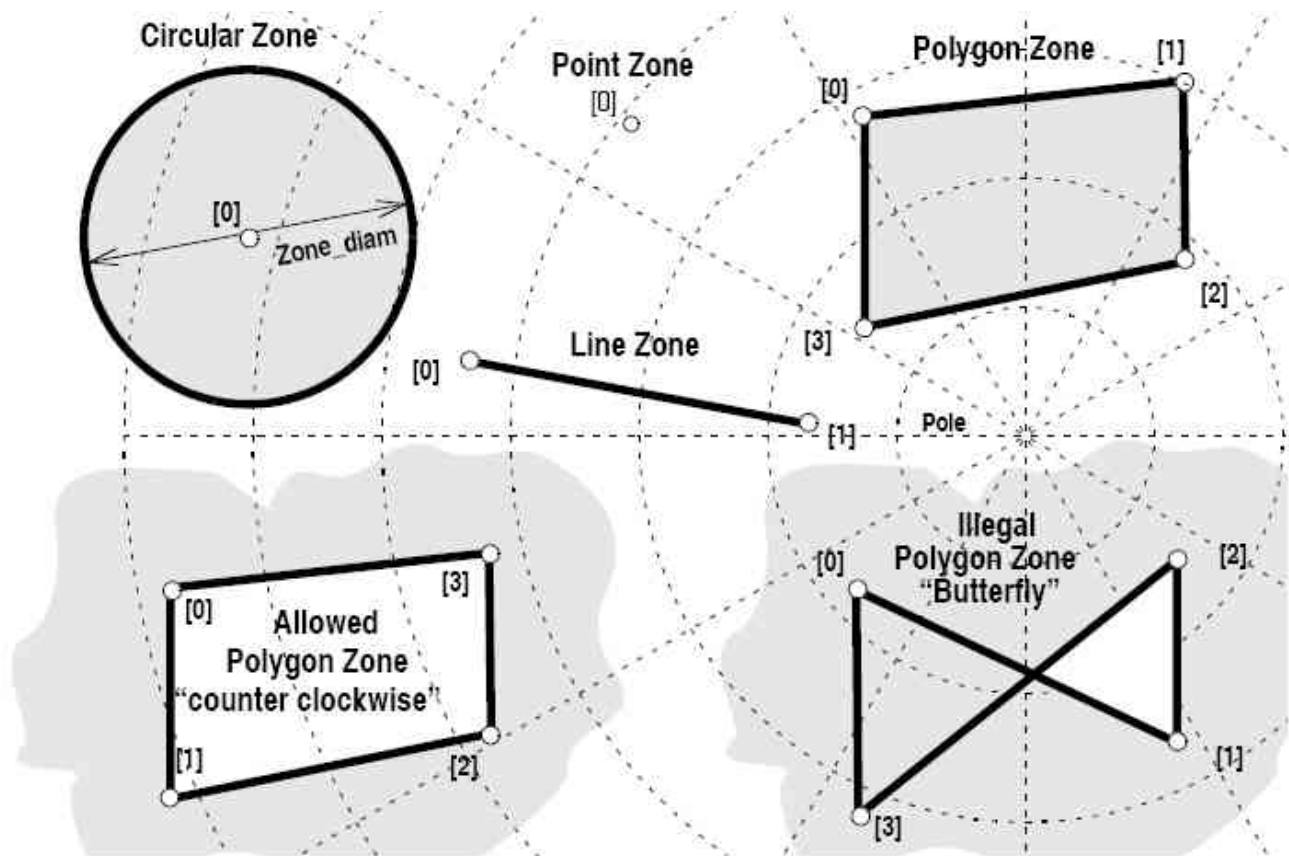 Circular Zone
[0]
Zone_diam
Point Zone
[0]
Polygon Zone
[0]
[1]
[2]
[3]
Line Zone
[0]
[1]
Pole
[0]
[3]
Allowed
Polygon Zone
“counter clockwise”
[1]
[2]
Illegal
Polygon Zone
“Butterfly”
[0]
[2]
[1]
[3]